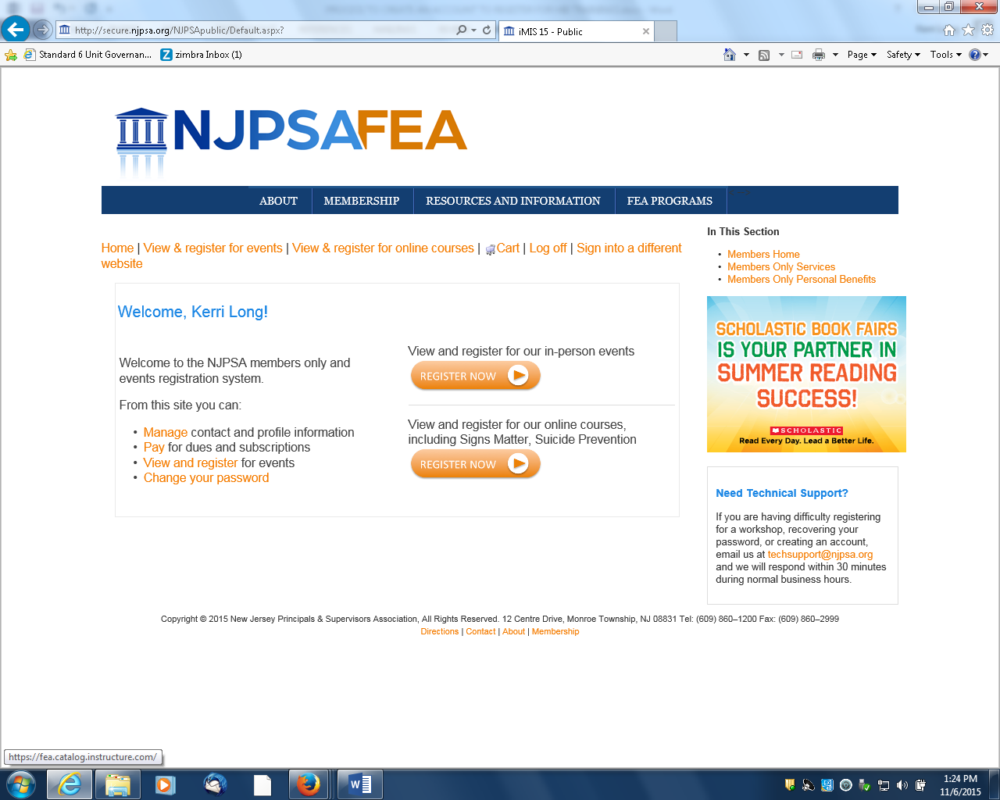 http://secure.njpsa.org/NJPSApublic/Default.aspx?
iMIS 15 - Public
Standard 6 Unit Governan...
zimbra Inbox (1)
Page
Safety
Tools
NJPSAFEA
ABOUT
MEMBERSHIP
RESOURCES AND INFORMATION
FEA PROGRAMS
Home | View & register for events | View & register for online courses | Cart | Log off | Sign into a different
website
Welcome, Kerri Long!
Welcome to the NJPSA members only and
events registration system.
From this site you can:
• Manage contact and profile information
• Pay for dues and subscriptions
• View and register for events
• Change your password
View and register for our in-person events
REGISTER NOW
View and register for our online courses,
including Signs Matter, Suicide Prevention
REGISTER NOW
In This Section
• Members Home
• Members Only Services
• Members Only Personal Benefits
SCHOLASTIC BOOK FAIRS
IS YOUR PARTNER IN
SUMMER READING
SUCCESS!
SCHOLASTIC
Read Every Day. Lead a Better Life.
Need Technical Support?
If you are having difficulty registering
for a workshop, recovering your
password, or creating an account,
email us at techsupport@njpsa.org
and we will respond within 30 minutes
during normal business hours.
Copyright © 2015 New Jersey Principals & Supervisors Association, All Rights Reserved. 12 Centre Drive, Monroe Township, NJ 08831 Tel: (609) 860–1200 Fax: (609) 860–2999
Directions | Contact | About | Membership
https://fea.catalog.instructure.com/
1:24 PM
11/6/2015